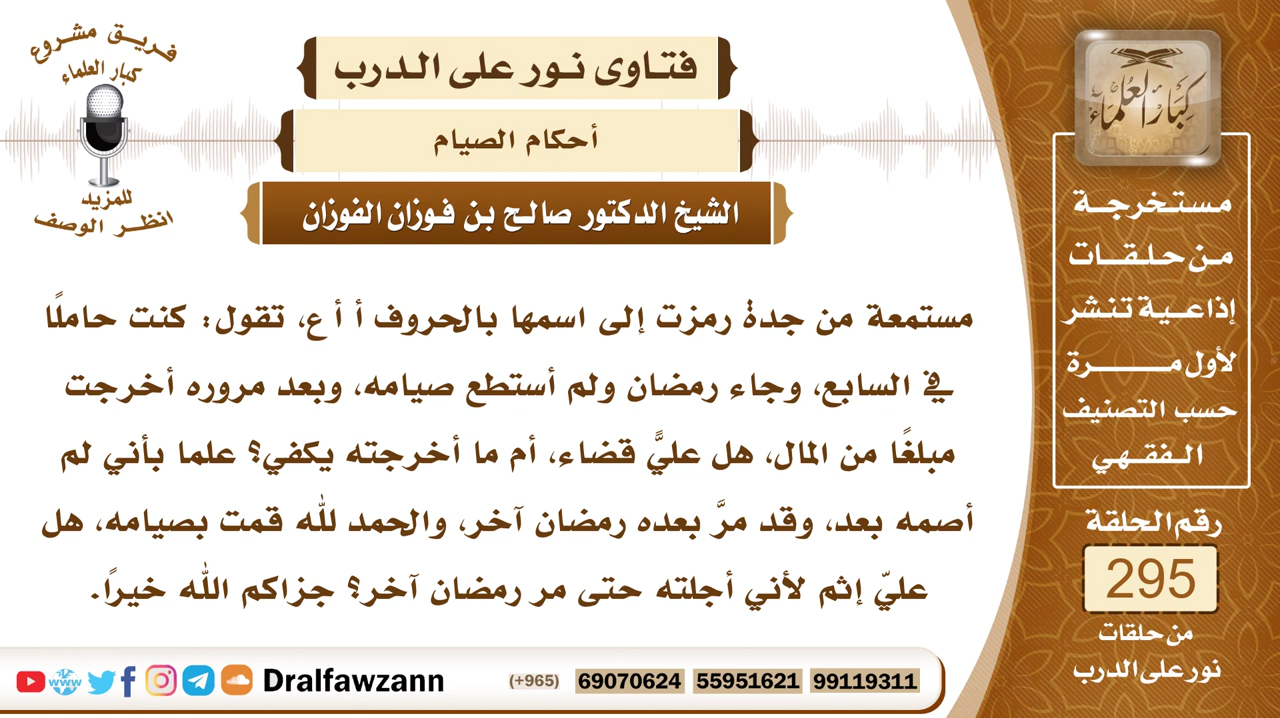 فريق مشروع
كبار العلماء
للمزيد
انظر الوصف
فتاوى نور على الدرب
أحكام الصيام
الشيخ الدكتور صالح بن فوزان الفوزان
كبار العلماء
مستخرجة
من حلقات
إذاعية تنشر
لأول مرة
حسب التصنيف
الفقهي
رقم الحلقة
295
من حلقات
نور على الدرب
مستمعة من جدة رمزت إلى اسمها بالحروف أ أ ع، تقول: كنت حاملًا
في السابع، وجاء رمضان ولم أستطع صيامه، وبعد مروره أخرجت
مبلغًا من المال، هل عليَّ قضاء، أم ما أخرجته يكفي؟ علما بأني لم
أصمه بعد، وقد مرَّ بعده رمضان آخر، والحمد لله قمت بصيامه، هل
عليّ إثم لأني أجلته حتى مر رمضان آخر؟ جزاكم الله خيرًا.
www Dralfawzann (+965) 69070624 55951621 99119311